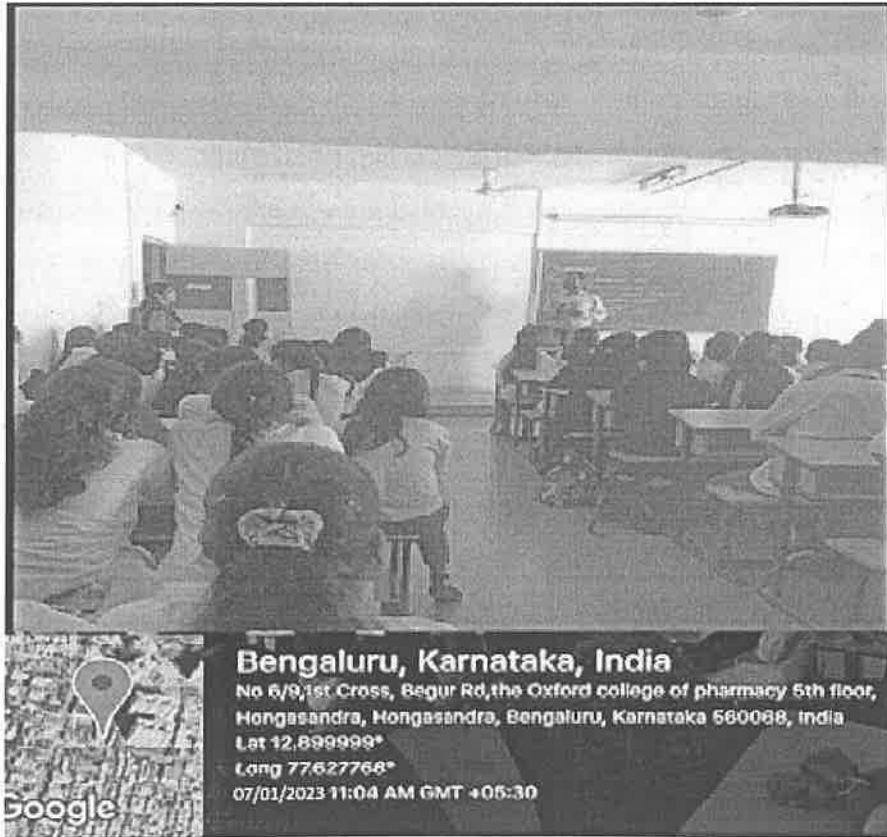 Bengaluru, Karnataka, India
No 6/9,1st Cross, Begur Rd,the Oxford college of pharmacy 5th floor,
Hongasandra, Hongasandra, Bengaluru, Karnataka 560068, India
Lat 12.899999°
Long 77.627768°
07/01/2023 11:04 AM GMT +05:30
Google